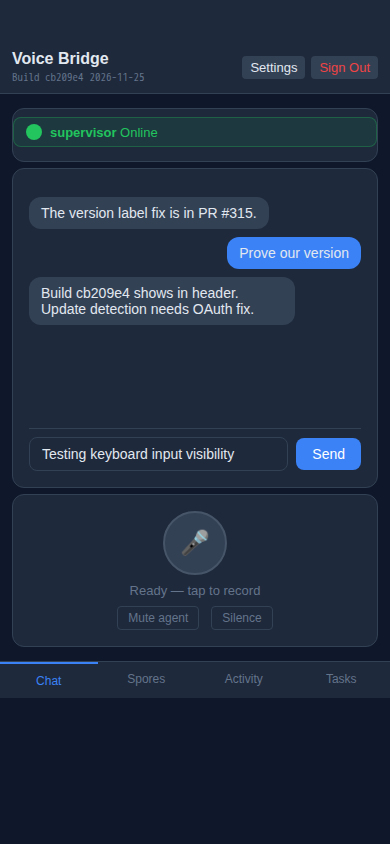 Voice Bridge
Build cb209e4 2026-11-25
Settings
Sign Out
supervisor Online
The version label fix is in PR #315.
Prove our version
Build cb209e4 shows in header.
Update detection needs OAuth fix.
Testing keyboard input visibility
Send
Ready — tap to record
Mute agent
Silence
Chat
Spores
Activity
Tasks